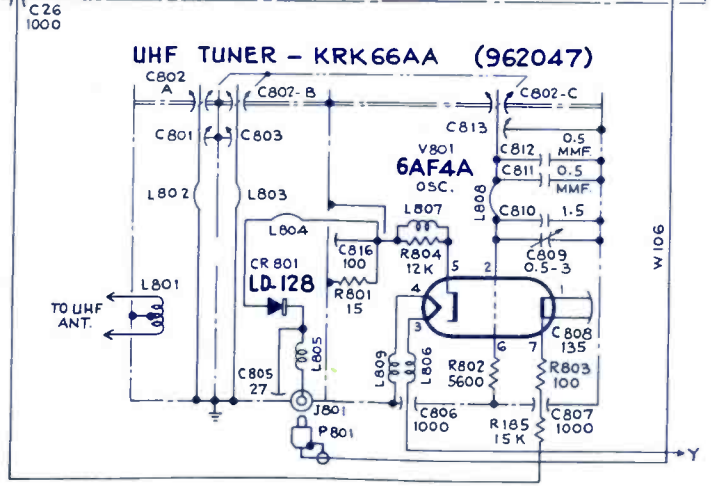 C26
1000
UHF TUNER - KRK66AA (962047)
C802
A
C802-B
C802-C
C801
C803
C813
V801
6AF4A
OSC.
C812
0.5
MMF.
C811
0.5
MMF.
L802
L803
L808
L807
C810
1.5
L804
C816
100
R804
12K
C809
0.5-3
W106
CR801
LD-128
R801
15
5
2
L801
TO UHF
ANT.
4
3
1
C808
135
6
7
L805
L809
L806
R802
5600
R803
100
C805
27
J801
C806
1000
C807
1000
P801
R185
15K
Y